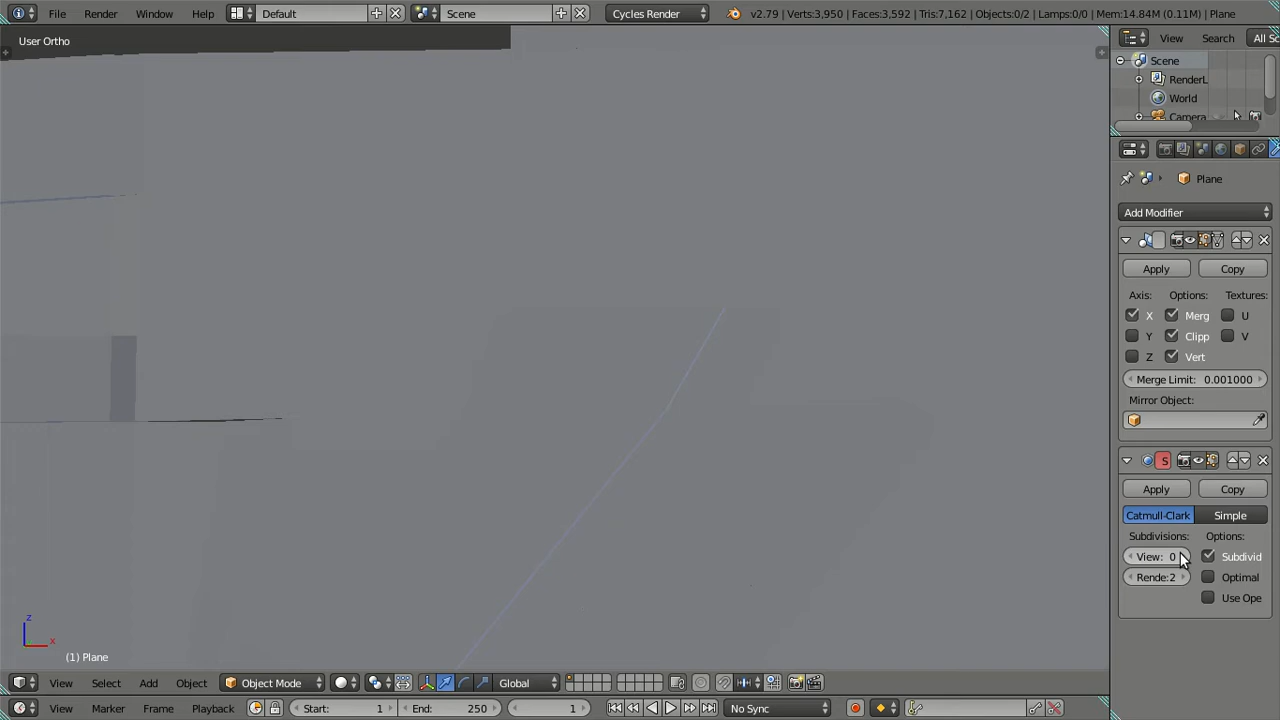 File Render Window Help Default Scene Cycles Render v2.79 | Verts:3,950 | Faces:3,592 | Tris:7,162 | Objects:0/2 | Lamps:0/0 | Mem:14.84M (0.11M) | Plane
User Ortho
View Search All Sc
Scene
RenderL
World
Camera
Plane
Add Modifier
Apply Copy
Axis: Options: Textures:
X Merg U
Y Clipp V
Z Vert
Merge Limit: 0.001000
Mirror Object:
S
Apply Copy
Catmull-Clark Simple
Subdivisions: Options:
View: 0 Subdivid
Rende:2 Optimal
Use Ope
z
x
(1) Plane
View Select Add Object Object Mode Global
View Marker Frame Playback Start: 1 End: 250 1 No Sync